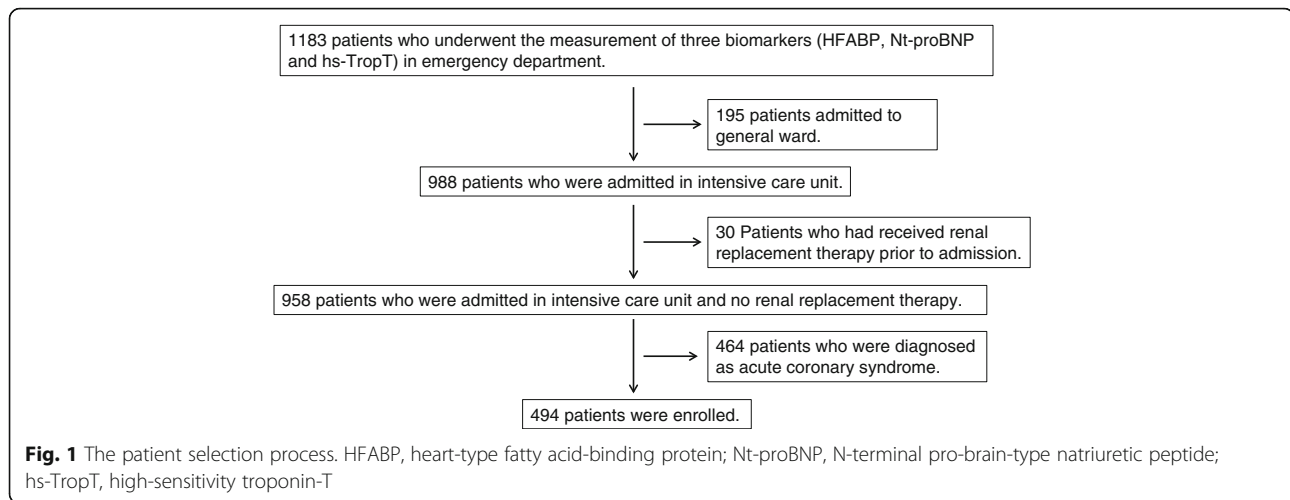 1183 patients who underwent the measurement of three biomarkers (HFABP, Nt-proBNP
and hs-TropT) in emergency department.
195 patients admitted to
general ward.
988 patients who were admitted in intensive care unit.
30 Patients who had received renal
replacement therapy prior to admission.
958 patients who were admitted in intensive care unit and no renal replacement therapy.
464 patients who were diagnosed
as acute coronary syndrome.
494 patients were enrolled.
Fig. 1 The patient selection process. HFABP, heart-type fatty acid-binding protein; Nt-proBNP, N-terminal pro-brain-type natriuretic peptide;
hs-TropT, high-sensitivity troponin-T